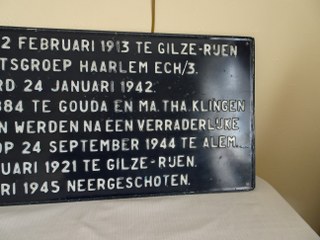 2 FEBRUARI 1913 TE GILZE-RIJEN
TSGROEP HAARLEM ECH/3.
RD 24 JANUARI 1942.
884 TE GOUDA EN MA. THA. KLINGEN
N WERDEN NA EEN VERRADERLIJKE
OP 24 SEPTEMBER 1944 TE ALEM..
UARI 1921 TE GILZE-RIJEN.
RI 1945 NEERGESCHOTEN.